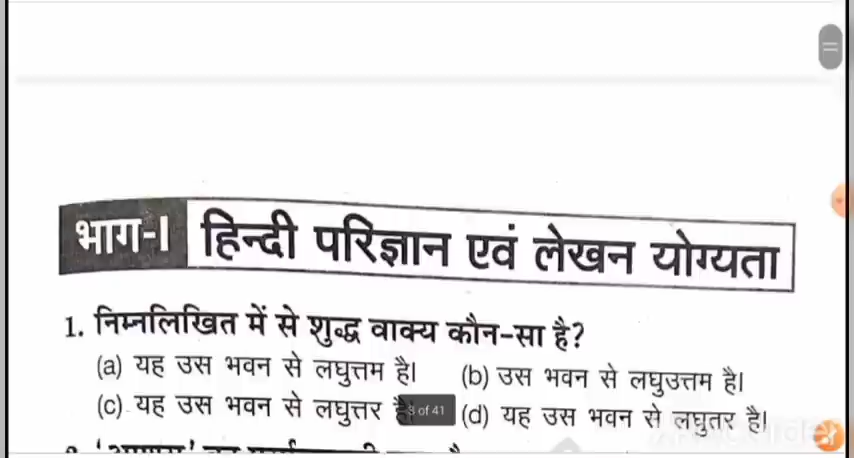 भाग-I हिन्दी परिज्ञान एवं लेखन योग्यता
1. निम्नलिखित में से शुद्ध वाक्य कौन-सा है?
(a) यह उस भवन से लघुत्तम है। (b) उस भवन से लघुउत्तम है।
(c) यह उस भवन से लघुत्तर (d) यह उस भवन से लघुतर है।
3 of 41